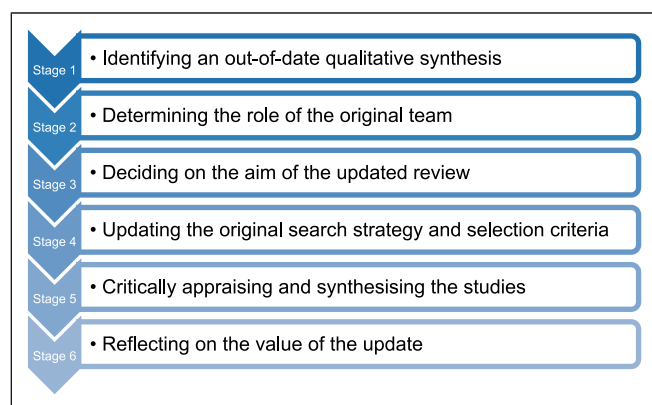 Stage 1
• Identifying an out-of-date qualitative synthesis
Stage 2
• Determining the role of the original team
Stage 3
• Deciding on the aim of the updated review
Stage 4
• Updating the original search strategy and selection criteria
Stage 5
• Critically appraising and synthesising the studies
Stage 6
• Reflecting on the value of the update